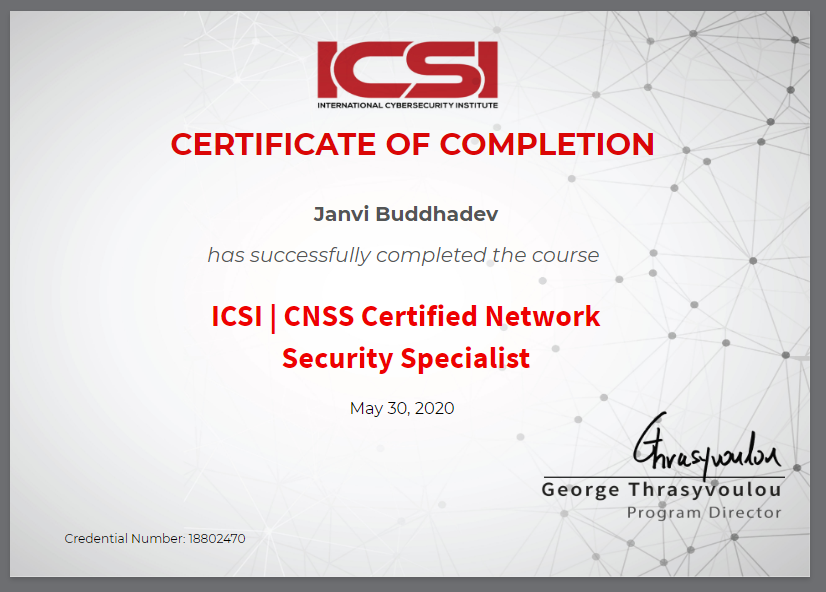 ICSI
INTERNATIONAL CYBERSECURITY INSTITUTE
CERTIFICATE OF COMPLETION
Janvi Buddhadev
has successfully completed the course
ICSI | CNSS Certified Network
Security Specialist
May 30, 2020
Thrasyvoulou
George Thrasyvoulou
Program Director
Credential Number: 18802470